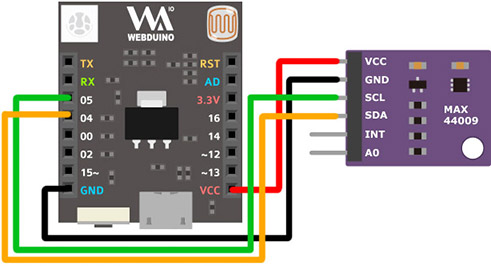 IO
WEBDUINO
TX RST
RX AD
05 3.3V
04 16
00 14
02 ~12
15~ ~13
GND VCC
VCC
GND
SCL
SDA
INT
A0
MAX
44009